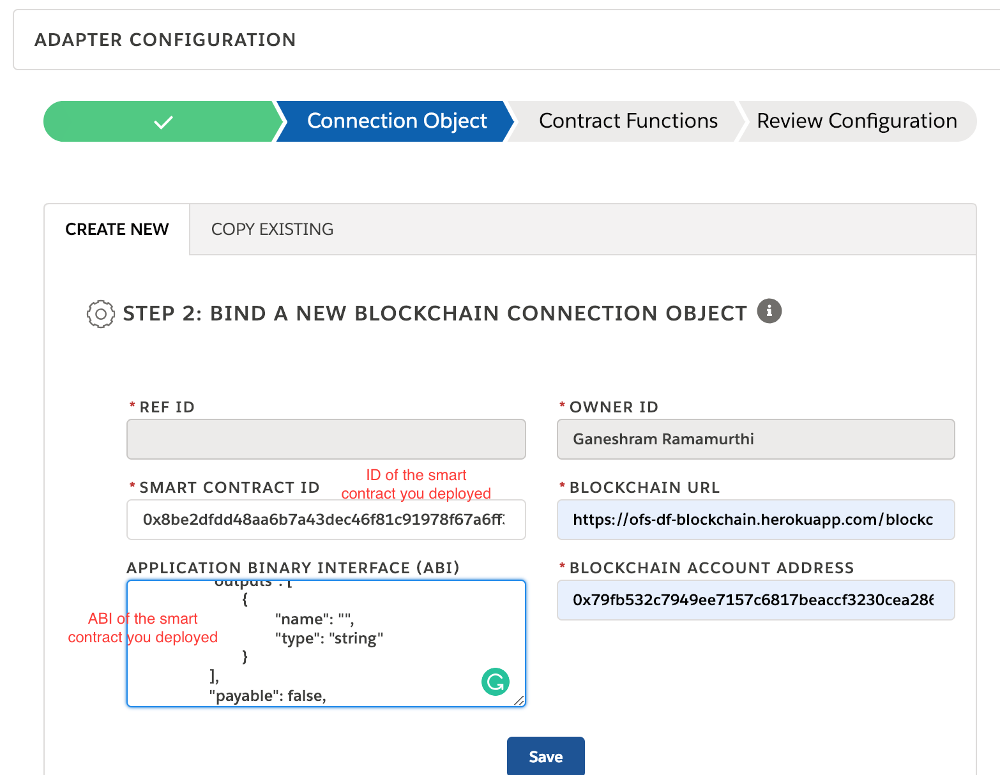 ADAPTER CONFIGURATION
Connection Object
Contract Functions
Review Configuration
CREATE NEW
COPY EXISTING
STEP 2: BIND A NEW BLOCKCHAIN CONNECTION OBJECT
* REF ID
* OWNER ID
Ganeshram Ramamurthi
ID of the smart
contract you deployed
* SMART CONTRACT ID
* BLOCKCHAIN URL
0x8be2dfdd48aa6b7a43dec46f81c91978f67a6ff
https://ofs-df-blockchain.herokuapp.com/blockc
APPLICATION BINARY INTERFACE (ABI)
* BLOCKCHAIN ACCOUNT ADDRESS
"outputs": [
{
0x79fb532c7949ee7157c6817beaccf3230cea286
ABI of the smart
contract you deployed
"name": "",
"type": "string"
}
],
"payable": false,
Save